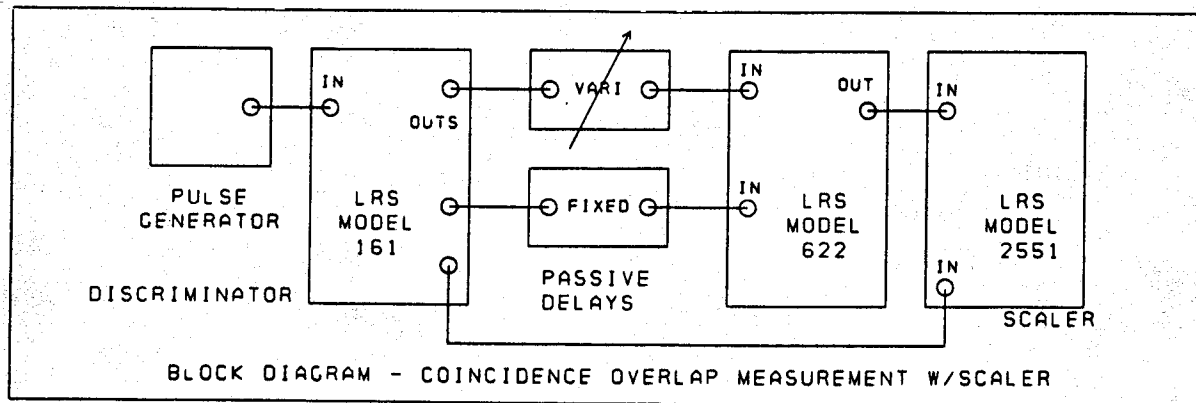 IN
OUTS
VARI
IN
OUT
IN
PULSE
GENERATOR
LRS
MODEL
161
FIXED
IN
LRS
MODEL
622
LRS
MODEL
2551
IN
DISCRIMINATOR
PASSIVE
DELAYS
SCALER
BLOCK DIAGRAM - COINCIDENCE OVERLAP MEASUREMENT W/SCALER